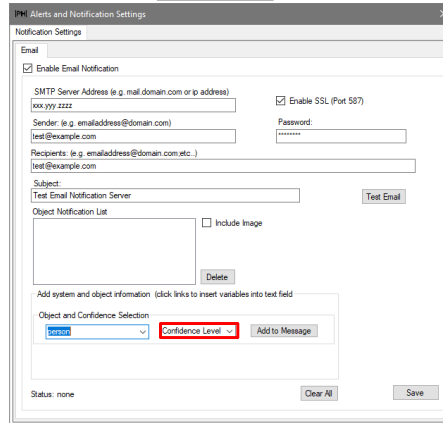 |PH| Alerts and Notification Settings
Notification Settings
Email
Enable Email Notification
SMTP Server Address (e.g. mail.domain.com or ip address)
xxx.yyy.zzzz
Enable SSL (Port 587)
Sender: (e.g. emailaddress@domain.com)
Password:
test@example.com
********
Recipients: (e.g. emailaddress@domain.com;etc..)
test@example.com
Subject:
Test Email Notification Server
Test Email
Object Notification List
Include Image
Delete
Add system and object information (click links to insert variables into text field
Object and Confidence Selection
person
Confidence Level
Add to Message
Status: none
Clear All
Save